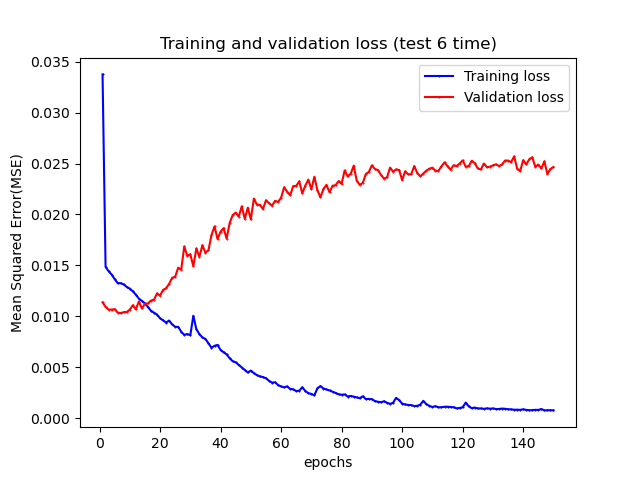 Training and validation loss (test 6 time)
Training loss
Validation loss
Mean Squared Error(MSE)
0.035
0.030
0.025
0.020
0.015
0.010
0.005
0.000
0 20 40 60 80 100 120 140
epochs